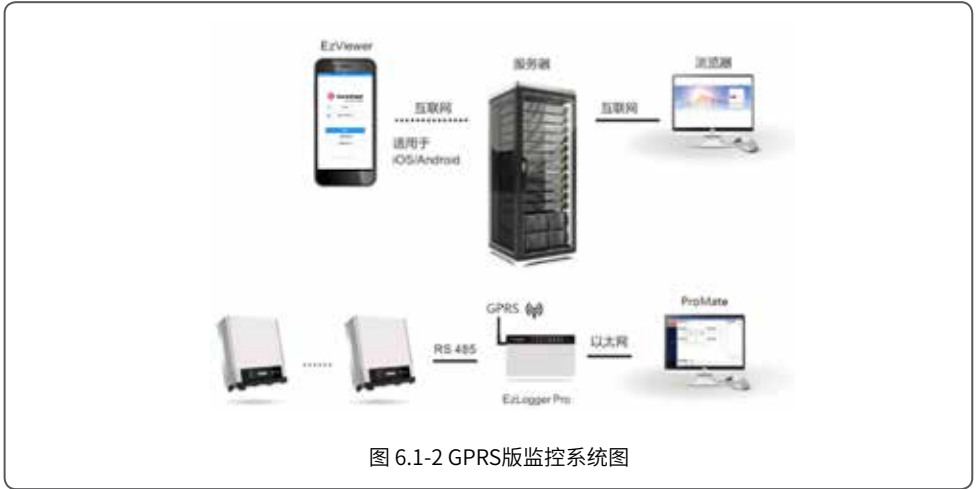 EzViewer
服务器
浏览器
互联网
互联网
适用于
iOS/Android
GPRS
ProMate
RS 485
以太网
EzLogger Pro
图 6.1-2 GPRS版监控系统图